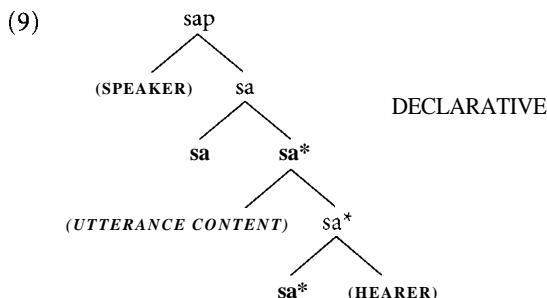 (9) sap
(SPEAKER) sa
DECLARATIVE
sa sa*
(UTTERANCE CONTENT) sa*
sa* (HEARER)